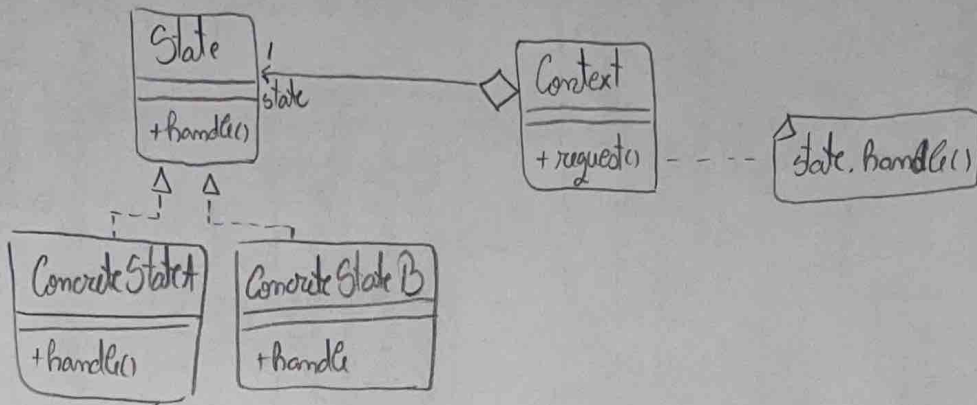 State
1
state
+handle()
Context
+request()
state.handle()
ConcreteStateA
+handle()
ConcreteStateB
+handle